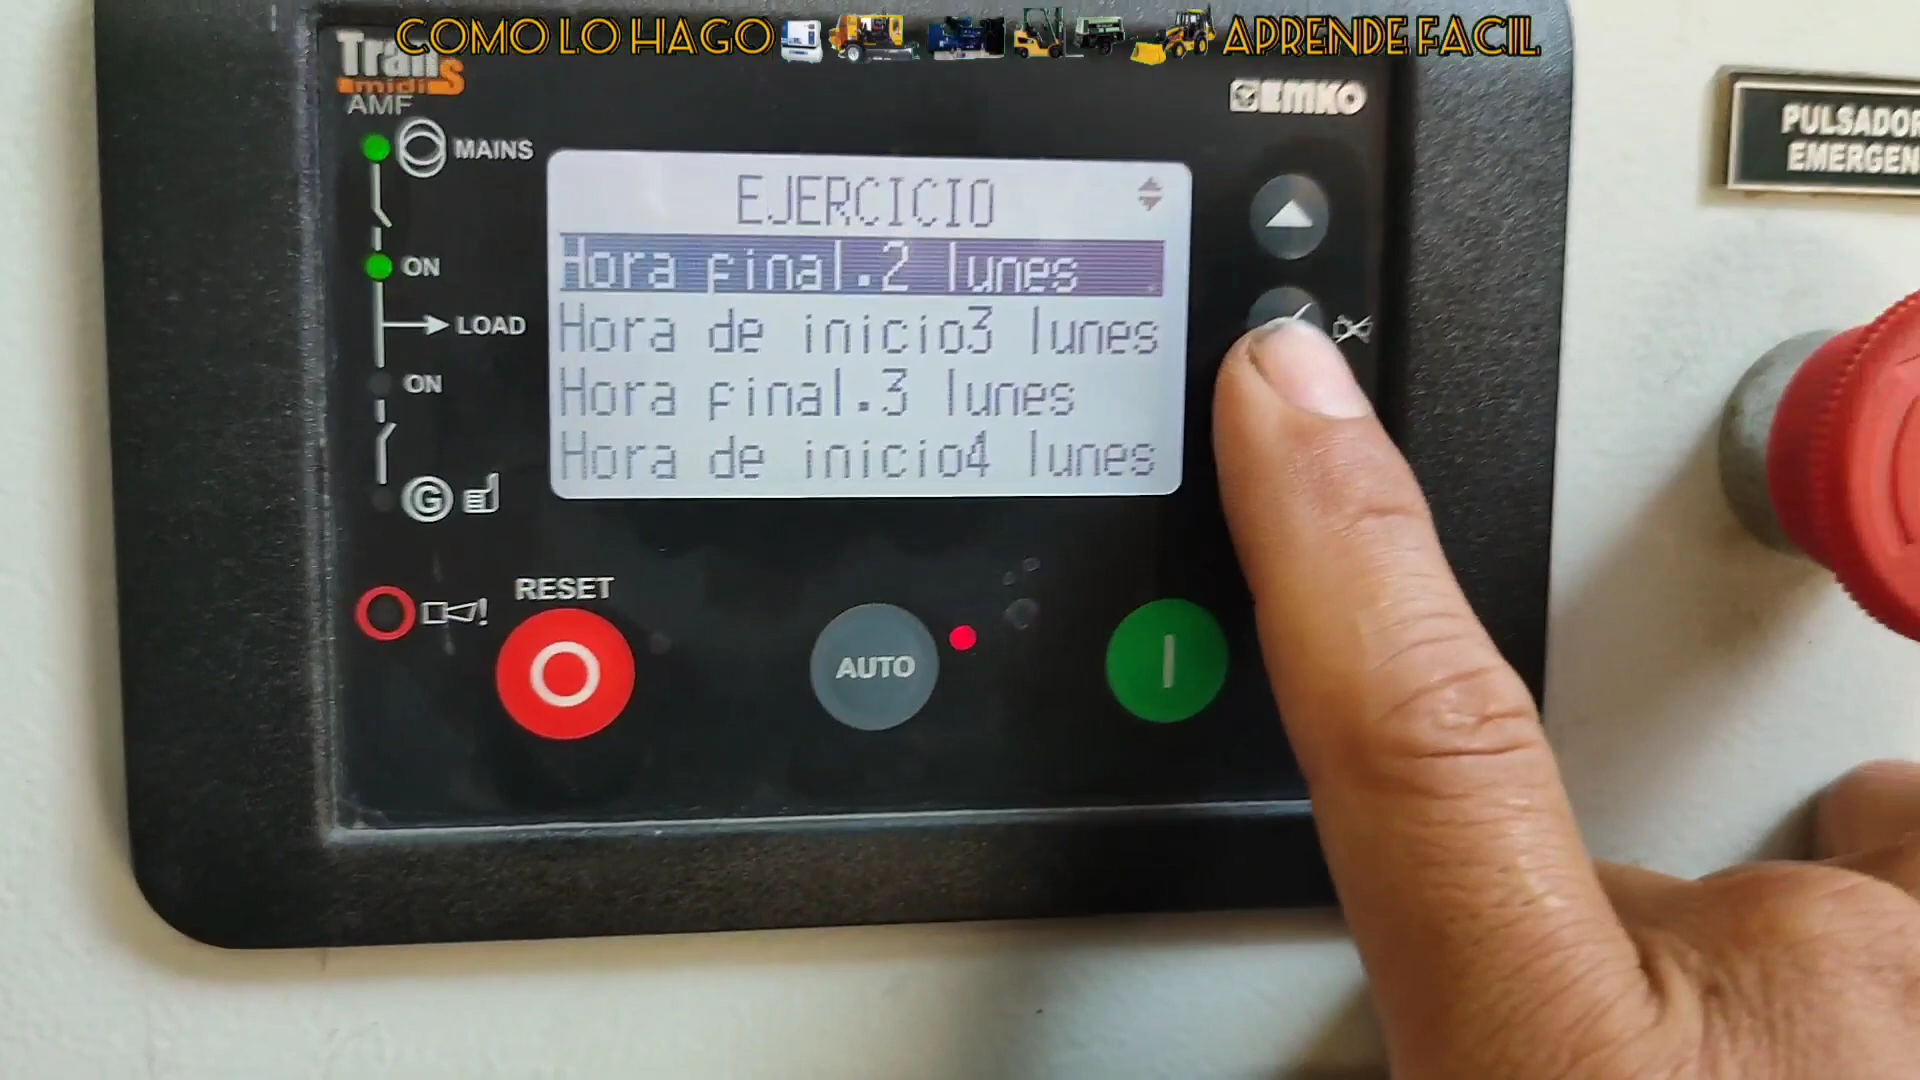 COMO LO HAGO APRENDE FACIL
Trans
midi
AMF
EMKO
MAINS
ON
LOAD
ON
G
EJERCICIO
Hora final.2 lunes
Hora de inicio3 lunes
Hora final.3 lunes
Hora de inicio4 lunes
RESET
AUTO
PULSADOR